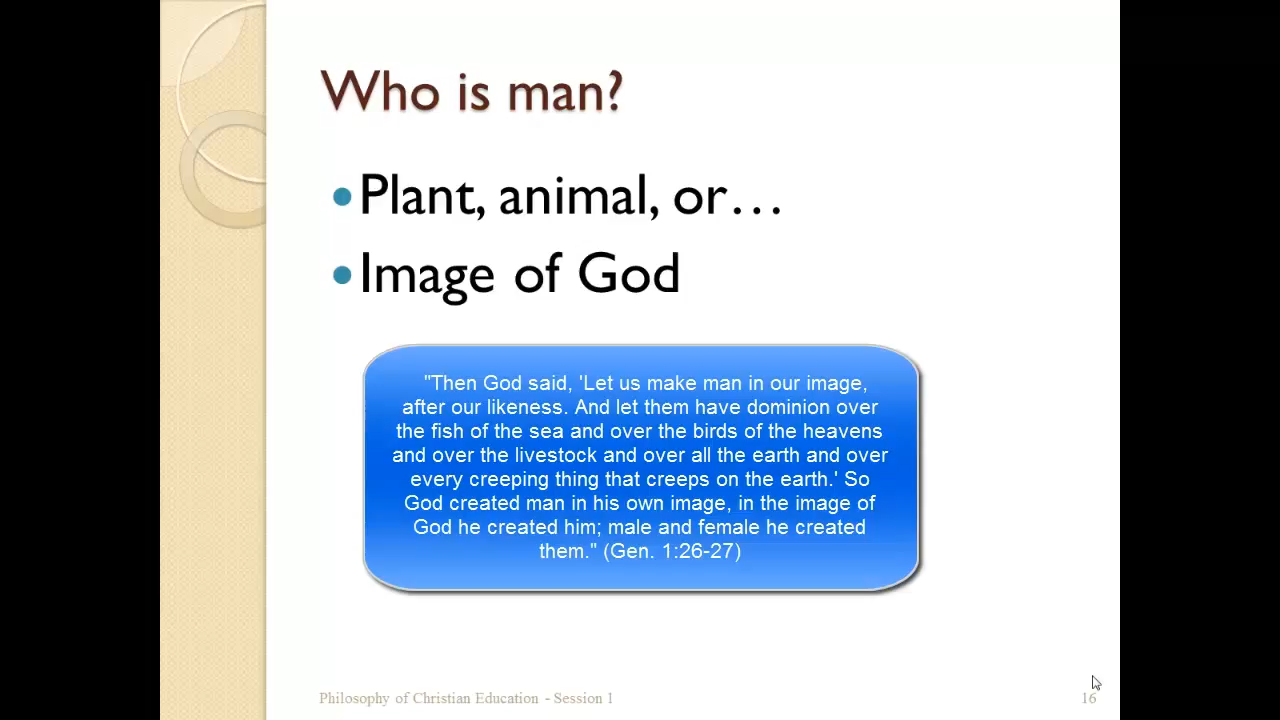 Who is man?
Plant, animal, or…
Image of God
"Then God said, 'Let us make man in our image,
after our likeness. And let them have dominion over
the fish of the sea and over the birds of the heavens
and over the livestock and over all the earth and over
every creeping thing that creeps on the earth.' So
God created man in his own image, in the image of
God he created him; male and female he created
them." (Gen. 1:26-27)
Philosophy of Christian Education - Session 1
16